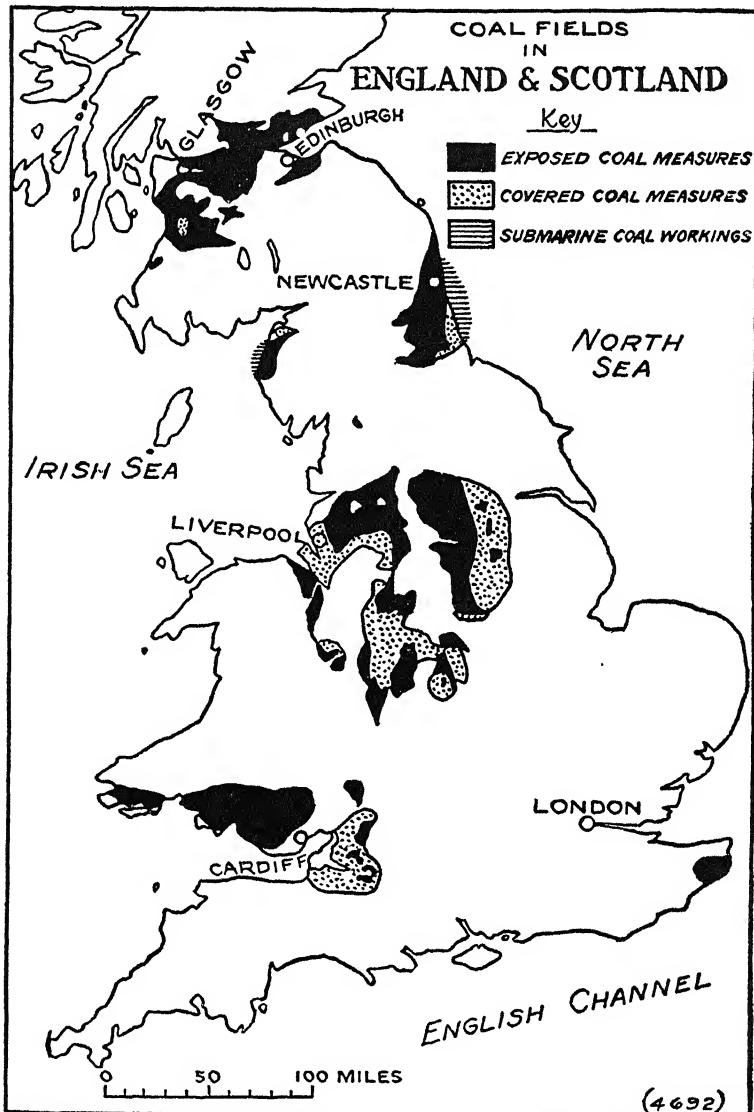 COAL FIELDS
IN
ENGLAND & SCOTLAND
Key
EXPOSED COAL MEASURES
COVERED COAL MEASURES
SUBMARINE COAL WORKINGS
GLASGOW
EDINBURGH
NEWCASTLE
NORTH
SEA
IRISH SEA
LIVERPOOL
LONDON
CARDIFF
ENGLISH CHANNEL
0 50 100 MILES
(4692)